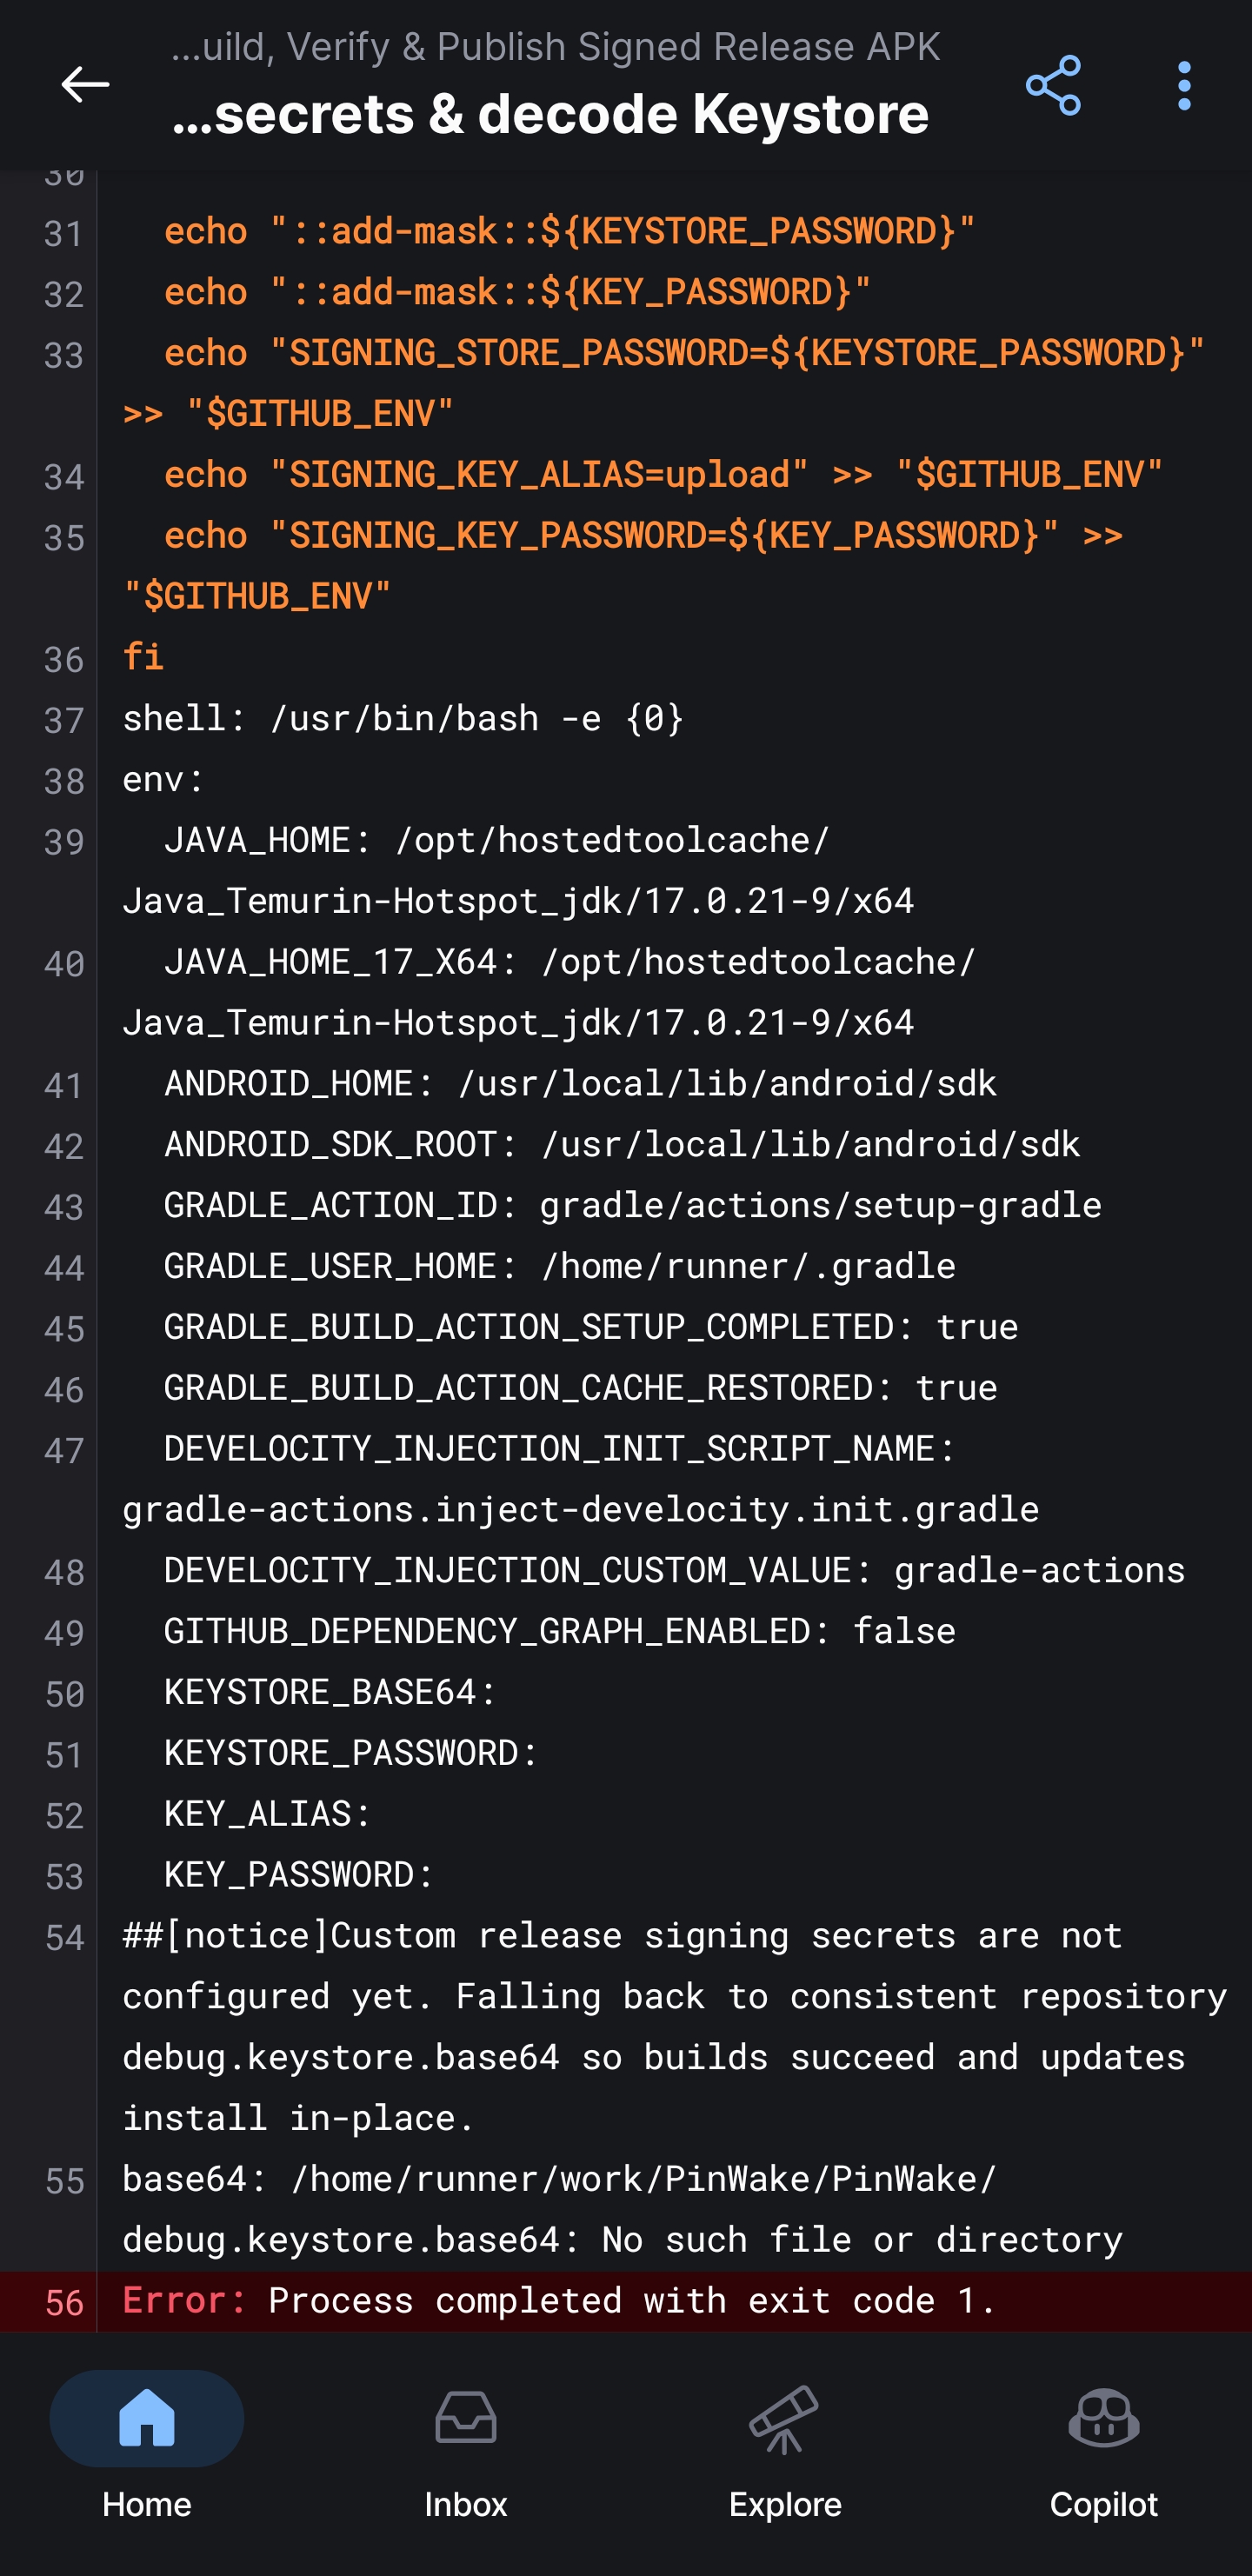 ...uild, Verify & Publish Signed Release APK
...secrets & decode Keystore
30
31 echo "::add-mask::${KEYSTORE_PASSWORD}"
32 echo "::add-mask::${KEY_PASSWORD}"
33 echo "SIGNING_STORE_PASSWORD=${KEYSTORE_PASSWORD}"
>> "$GITHUB_ENV"
34 echo "SIGNING_KEY_ALIAS=upload" >> "$GITHUB_ENV"
35 echo "SIGNING_KEY_PASSWORD=${KEY_PASSWORD}" >>
"$GITHUB_ENV"
36 fi
37 shell: /usr/bin/bash -e {0}
38 env:
39 JAVA_HOME: /opt/hostedtoolcache/
Java_Temurin-Hotspot_jdk/17.0.21-9/x64
40 JAVA_HOME_17_X64: /opt/hostedtoolcache/
Java_Temurin-Hotspot_jdk/17.0.21-9/x64
41 ANDROID_HOME: /usr/local/lib/android/sdk
42 ANDROID_SDK_ROOT: /usr/local/lib/android/sdk
43 GRADLE_ACTION_ID: gradle/actions/setup-gradle
44 GRADLE_USER_HOME: /home/runner/.gradle
45 GRADLE_BUILD_ACTION_SETUP_COMPLETED: true
46 GRADLE_BUILD_ACTION_CACHE_RESTORED: true
47 DEVELOCITY_INJECTION_INIT_SCRIPT_NAME:
gradle-actions.inject-develocity.init.gradle
48 DEVELOCITY_INJECTION_CUSTOM_VALUE: gradle-actions
49 GITHUB_DEPENDENCY_GRAPH_ENABLED: false
50 KEYSTORE_BASE64:
51 KEYSTORE_PASSWORD:
52 KEY_ALIAS:
53 KEY_PASSWORD:
54 ##[notice]Custom release signing secrets are not
configured yet. Falling back to consistent repository
debug.keystore.base64 so builds succeed and updates
install in-place.
55 base64: /home/runner/work/PinWake/PinWake/
debug.keystore.base64: No such file or directory
56 Error: Process completed with exit code 1.
Home
Inbox
Explore
Copilot